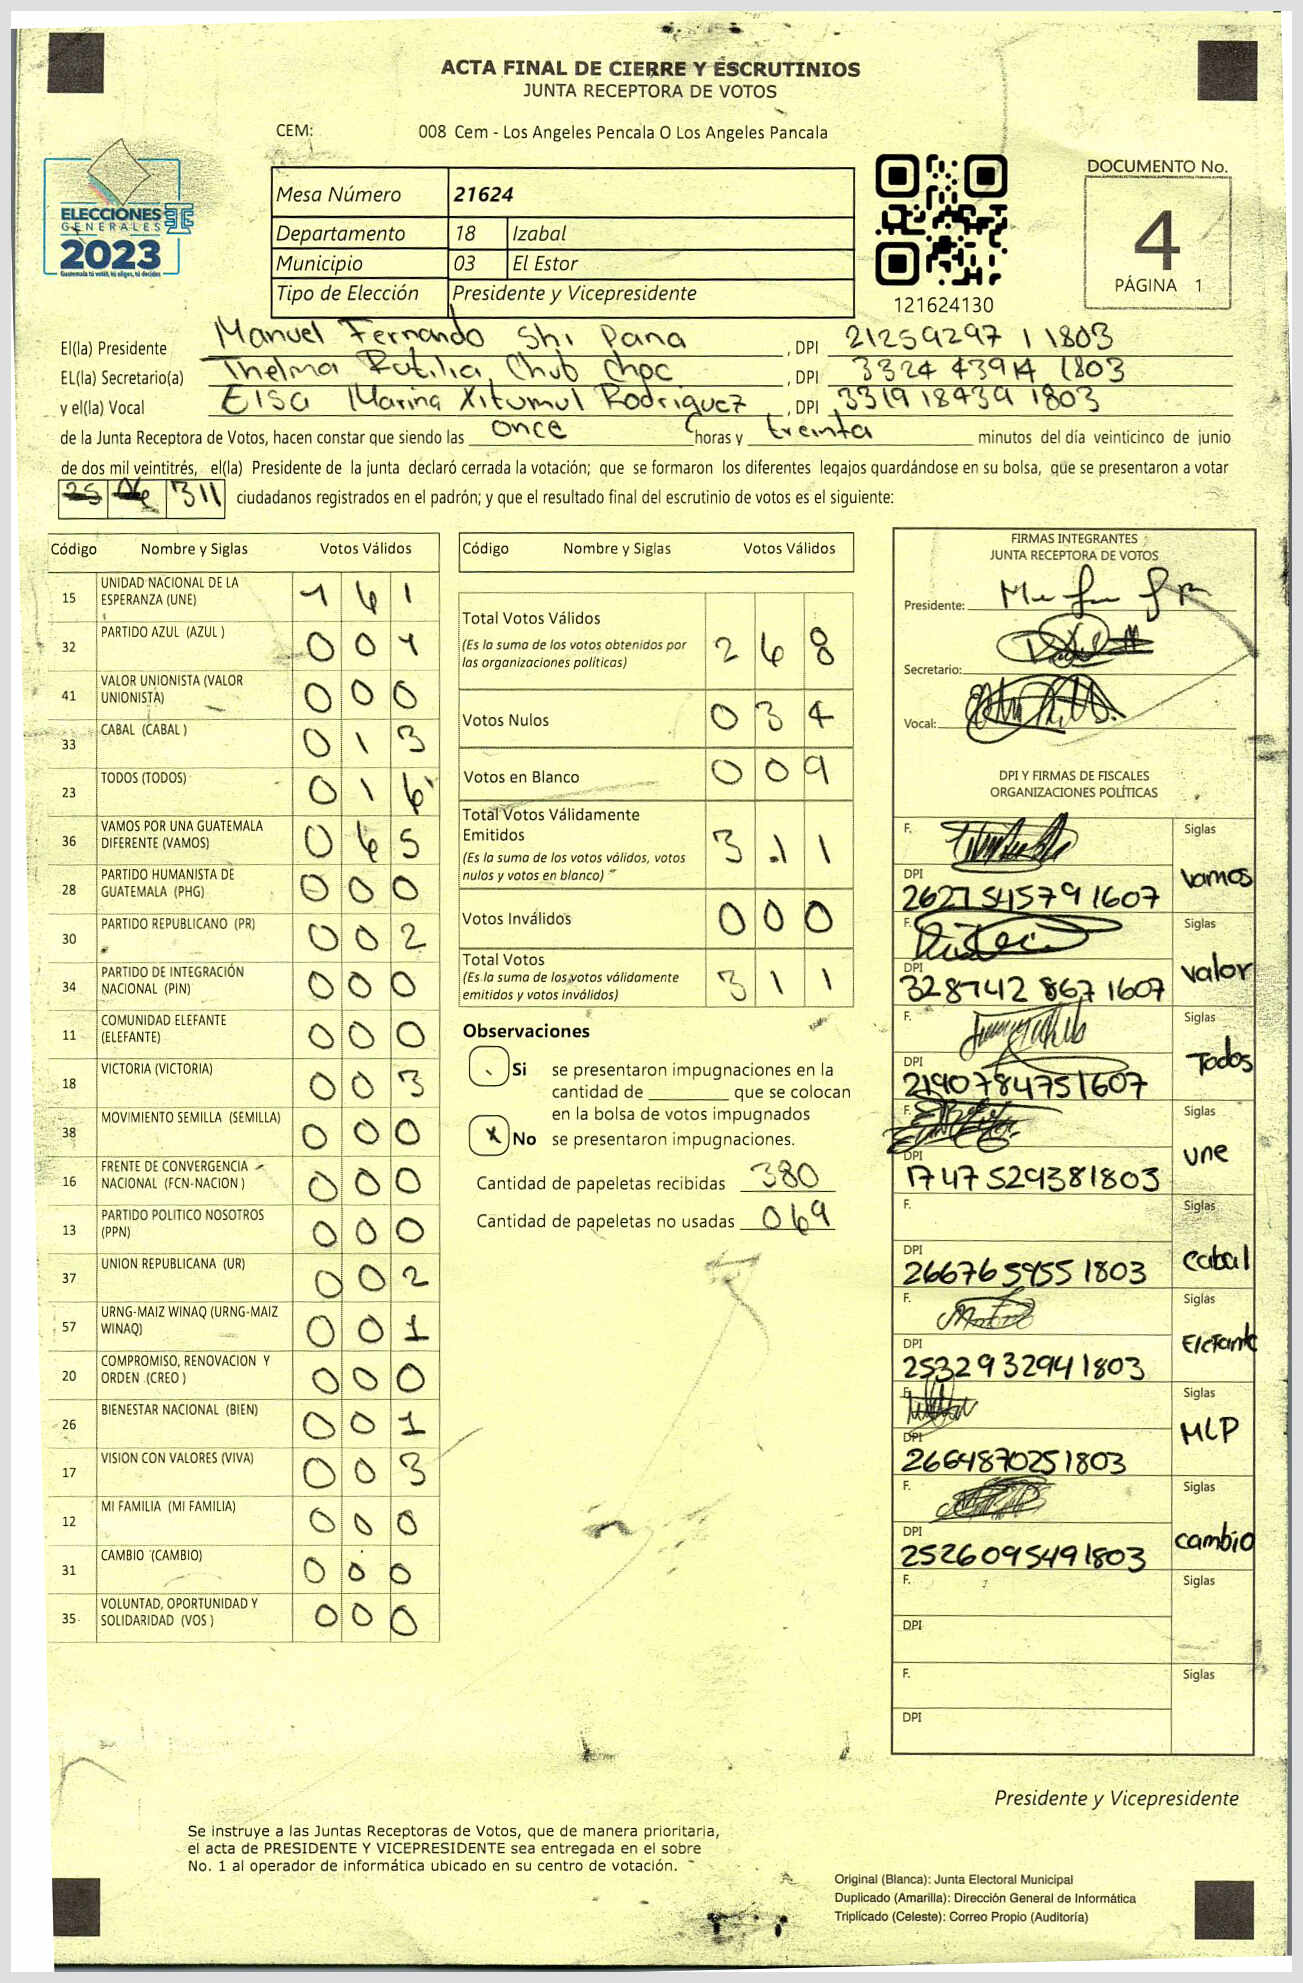 ACTA FINAL DE CIERRE Y ESCRUTINIOS
JUNTA RECEPTORA DE VOTOS
CEM: 008 Cem - Los Angeles Pencala O Los Angeles Pancala
ELECCIONES
GENERALES
2023
Guatemala tú votás, tú eliges, tú decides
Mesa Número 21624
Departamento 18 Izabal
Municipio 03 El Estor
Tipo de Elección Presidente y Vicepresidente
121624130
DOCUMENTO No.
4
PÁGINA 1
El(la) Presidente Manuel Fernando Shi Pana, DPI 21259297 1 1803
EL(la) Secretario(a) Thelma Rutilia Chub Choc, DPI 3324 43914 1803
y el(la) Vocal Elsa Marina Xitumul Rodriguez, DPI 331918439 1803
de la Junta Receptora de Votos, hacen constar que siendo las once horas y treinta minutos del día veinticinco de junio
de dos mil veintitrés, el(la) Presidente de la junta declaró cerrada la votación; que se formaron los diferentes legajos guardándose en su bolsa, que se presentaron a votar
25 06 311 ciudadanos registrados en el padrón; y que el resultado final del escrutinio de votos es el siguiente:
Código Nombre y Siglas Votos Válidos
15 UNIDAD NACIONAL DE LA ESPERANZA (UNE) 1 6 1
32 PARTIDO AZUL (AZUL ) 0 0 1
41 VALOR UNIONISTA (VALOR UNIONISTA) 0 0 0
33 CABAL (CABAL ) 0 1 3
23 TODOS (TODOS) 0 1 6
36 VAMOS POR UNA GUATEMALA DIFERENTE (VAMOS) 0 6 5
28 PARTIDO HUMANISTA DE GUATEMALA (PHG) 0 0 0
30 PARTIDO REPUBLICANO (PR) 0 0 2
34 PARTIDO DE INTEGRACIÓN NACIONAL (PIN) 0 0 0
11 COMUNIDAD ELEFANTE (ELEFANTE) 0 0 0
18 VICTORIA (VICTORIA) 0 0 3
38 MOVIMIENTO SEMILLA (SEMILLA) 0 0 0
16 FRENTE DE CONVERGENCIA NACIONAL (FCN-NACION ) 0 0 0
13 PARTIDO POLITICO NOSOTROS (PPN) 0 0 0
37 UNION REPUBLICANA (UR) 0 0 2
57 URNG-MAIZ WINAQ (URNG-MAIZ WINAQ) 0 0 1
20 COMPROMISO, RENOVACION Y ORDEN (CREO ) 0 0 0
26 BIENESTAR NACIONAL (BIEN) 0 0 1
17 VISION CON VALORES (VIVA) 0 0 3
12 MI FAMILIA (MI FAMILIA) 0 0 0
31 CAMBIO (CAMBIO) 0 0 0
35 VOLUNTAD, OPORTUNIDAD Y SOLIDARIDAD (VOS ) 0 0 0
Código Nombre y Siglas Votos Válidos
Total Votos Válidos 2 6 8
(Es la suma de los votos obtenidos por
las organizaciones políticas)
Votos Nulos 0 3 4
Votos en Blanco 0 0 9
Total Votos Válidamente
Emitidos 3 1 1
(Es la suma de los votos válidos, votos
nulos y votos en blanco)
Votos Inválidos 0 0 0
Total Votos
(Es la suma de los votos válidamente
emitidos y votos inválidos) 3 1 1
Observaciones
Si se presentaron impugnaciones en la
cantidad de ________ que se colocan
en la bolsa de votos impugnados
X No se presentaron impugnaciones.
Cantidad de papeletas recibidas 380
Cantidad de papeletas no usadas 069
FIRMAS INTEGRANTES
JUNTA RECEPTORA DE VOTOS
Presidente:
Secretario:
Vocal:
DPI Y FIRMAS DE FISCALES
ORGANIZACIONES POLÍTICAS
F. Siglas
DPI 2627 54579 1607 Vamos
F. Siglas
DPI 328742 867 1607 Valor
F. Siglas
DPI 2190784751607 Todos
F. Siglas
DPI 1747 529381803 Une
F. Siglas
DPI 266765955 1803 Cabal
F. Siglas
DPI 2532932941803 Elefante
F. Siglas
DPI 2664870251803 MLP
F. Siglas
DPI 2526095491803 cambio
F. Siglas
DPI
F. Siglas
DPI
Presidente y Vicepresidente
Se instruye a las Juntas Receptoras de Votos, que de manera prioritaria,
el acta de PRESIDENTE Y VICEPRESIDENTE sea entregada en el sobre
No. 1 al operador de informática ubicado en su centro de votación.
Original (Blanca): Junta Electoral Municipal
Duplicado (Amarilla): Dirección General de Informática
Triplicado (Celeste): Correo Propio (Auditoría)